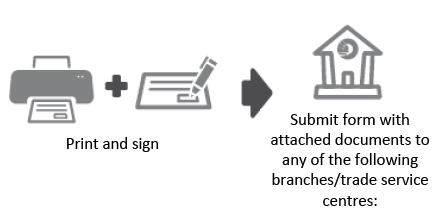 Print and sign
Submit form with
attached documents to
any of the following
branches/trade service
centres: